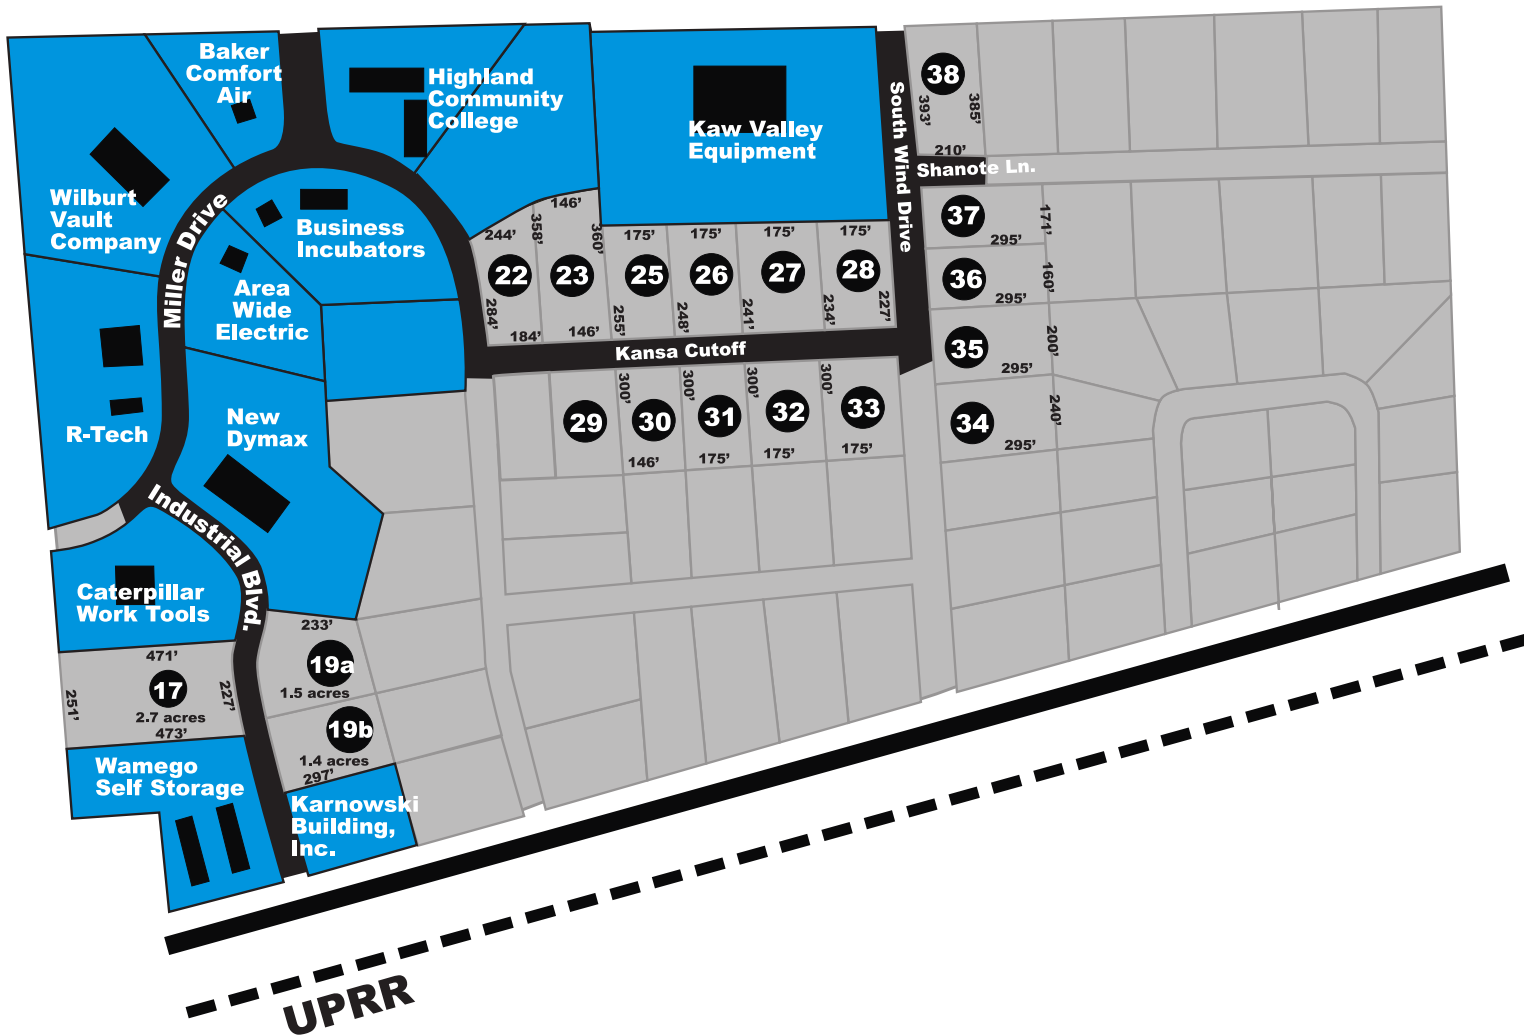 Baker
Comfort
Air
Highland
Community
College
Kaw Valley
Equipment
South Wind Drive
38
393’
385’
210’
Shanote Ln.
Wilburt
Vault
Company
Miller Drive
Business
Incubators
Area
Wide
Electric
146’
244’
358’
360’
175’
175’
175’
175’
22
23
25
26
27
28
284’
184’
146’
255’
248’
241’
234’
227’
Kansa Cutoff
37
171’
295’
36
160’
295’
35
200’
295’
34
240’
295’
300’
300’
300’
300’
29
30
31
32
33
146’
175’
175’
175’
R-Tech
New
Dymax
Industrial Blvd.
Caterpillar
Work Tools
471’
17
251’
227’
2.7 acres
473’
233’
19a
1.5 acres
19b
1.4 acres
297’
Wamego
Self Storage
Karnowski
Building,
Inc.
UPRR